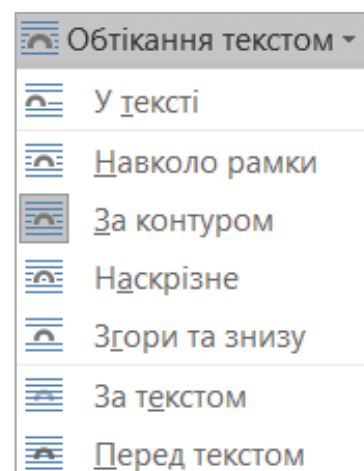 Обтікання текстом
У тексті
Навколо рамки
За контуром
Наскрізне
Згори та знизу
За текстом
Перед текстом